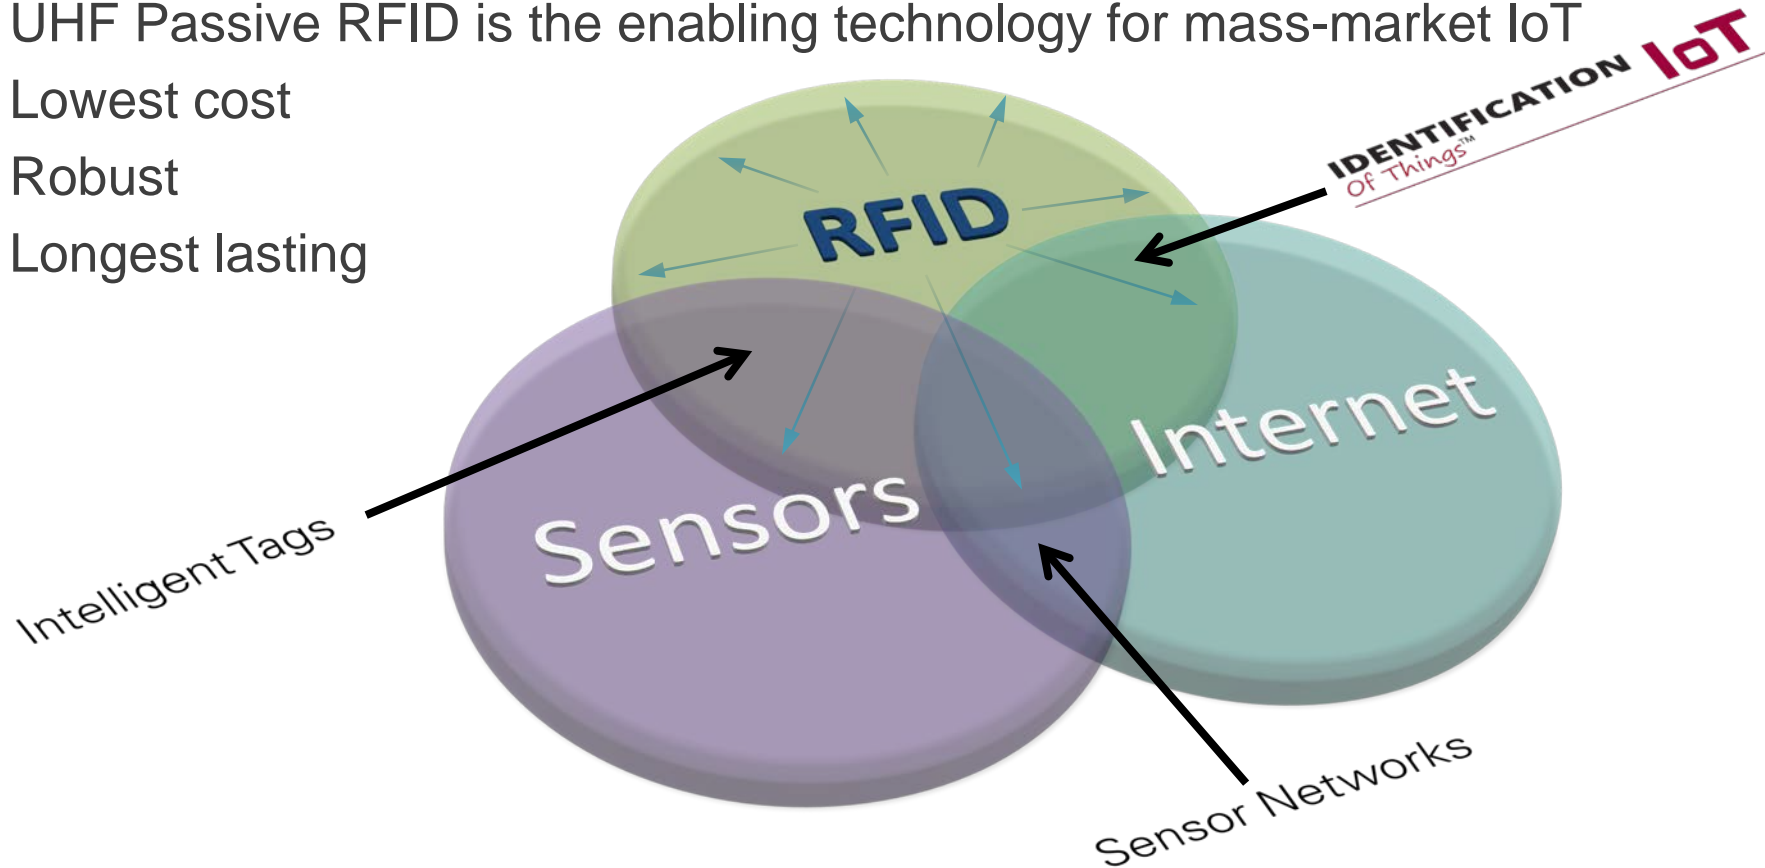 UHF Passive RFID is the enabling technology for mass-market IoT
Lowest cost
Robust
Longest lasting
IDENTIFICATION IoT
Of Things™
RFID
Internet
Sensors
Intelligent Tags
Sensor Networks